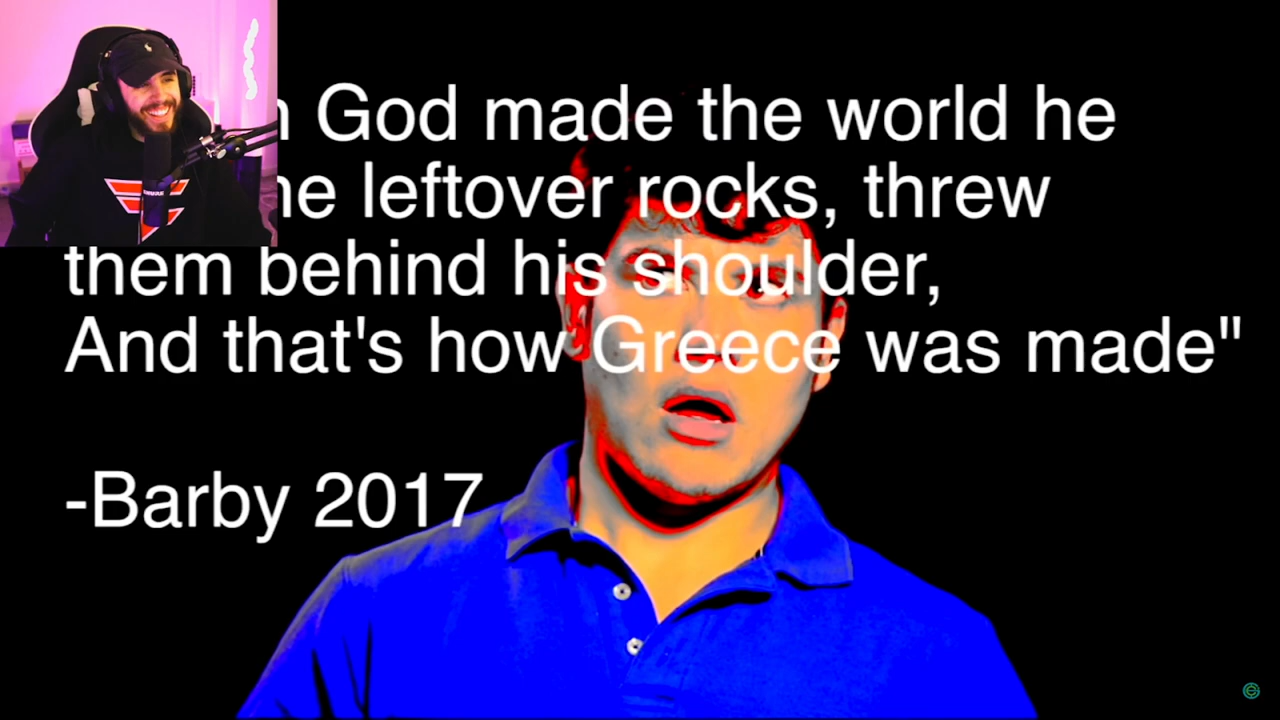 God made the world he
leftover rocks, threw
them behind his shoulder,
And that's how Greece was made"
-Barby 2017